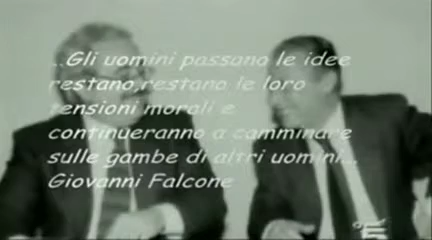 ...Gli uomini passano le idee
restano,restano le loro
tensioni morali e
continueranno a camminare
sulle gambe di altri uomini...
Giovanni Falcone
5